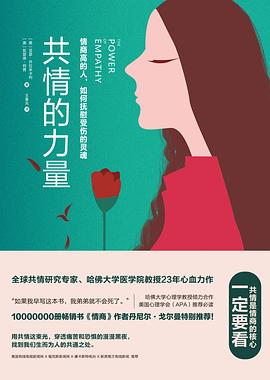 共情的力量
THE
POWER
OF
EMPATHY
情商高的人，如何抚慰受伤的灵魂
全球共情研究专家、哈佛大学医学院教授23年心血力作
“如果我早写这本书，我弟弟就不会死了。”
哈佛大学心理学教授倾力合作
美国心理学会（APA）推荐必读
10000000册畅销书《情商》作者丹尼尔·戈尔曼特别推荐！
用共情这束光，穿透痛苦和恐惧的漫漫黑夜，
找到我们生而为人的共通之处。
共情是情商的核心
一定要看